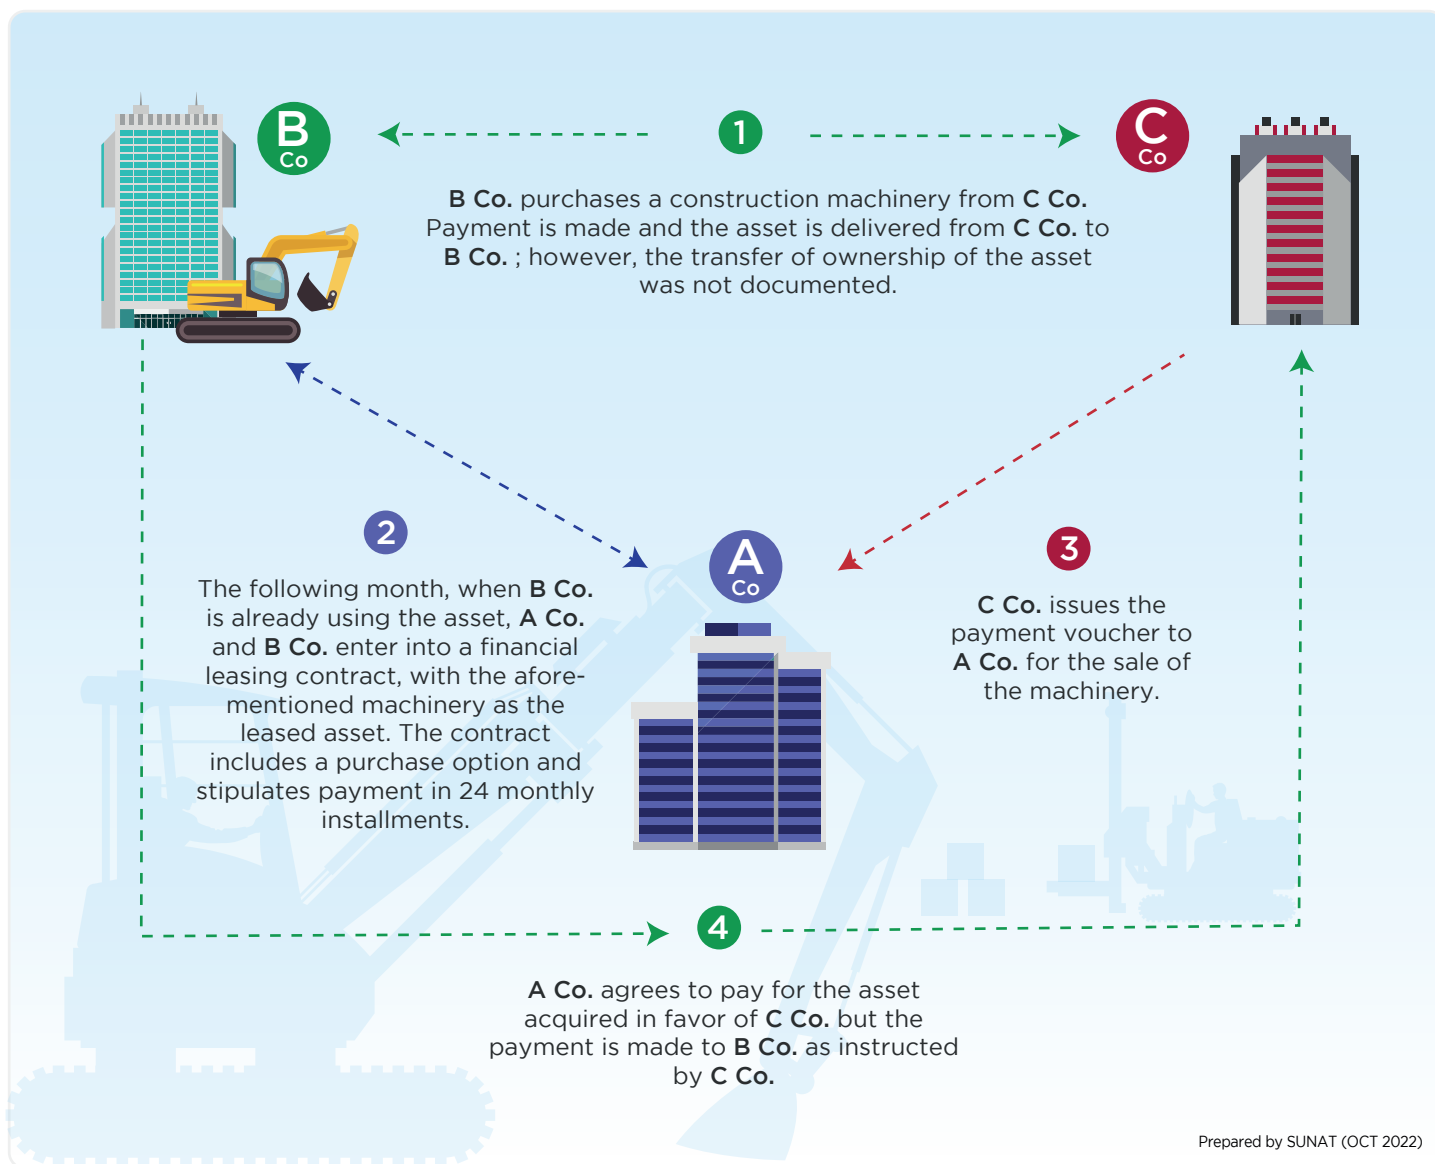 B
Co
1
C
Co
B Co. purchases a construction machinery from C Co.
Payment is made and the asset is delivered from C Co. to
B Co. ; however, the transfer of ownership of the asset
was not documented.
2
The following month, when B Co.
is already using the asset, A Co.
and B Co. enter into a financial
leasing contract, with the afore-
mentioned machinery as the
leased asset. The contract
includes a purchase option and
stipulates payment in 24 monthly
installments.
A
Co
3
C Co. issues the
payment voucher to
A Co. for the sale of
the machinery.
4
A Co. agrees to pay for the asset
acquired in favor of C Co. but the
payment is made to B Co. as instructed
by C Co.
Prepared by SUNAT (OCT 2022)